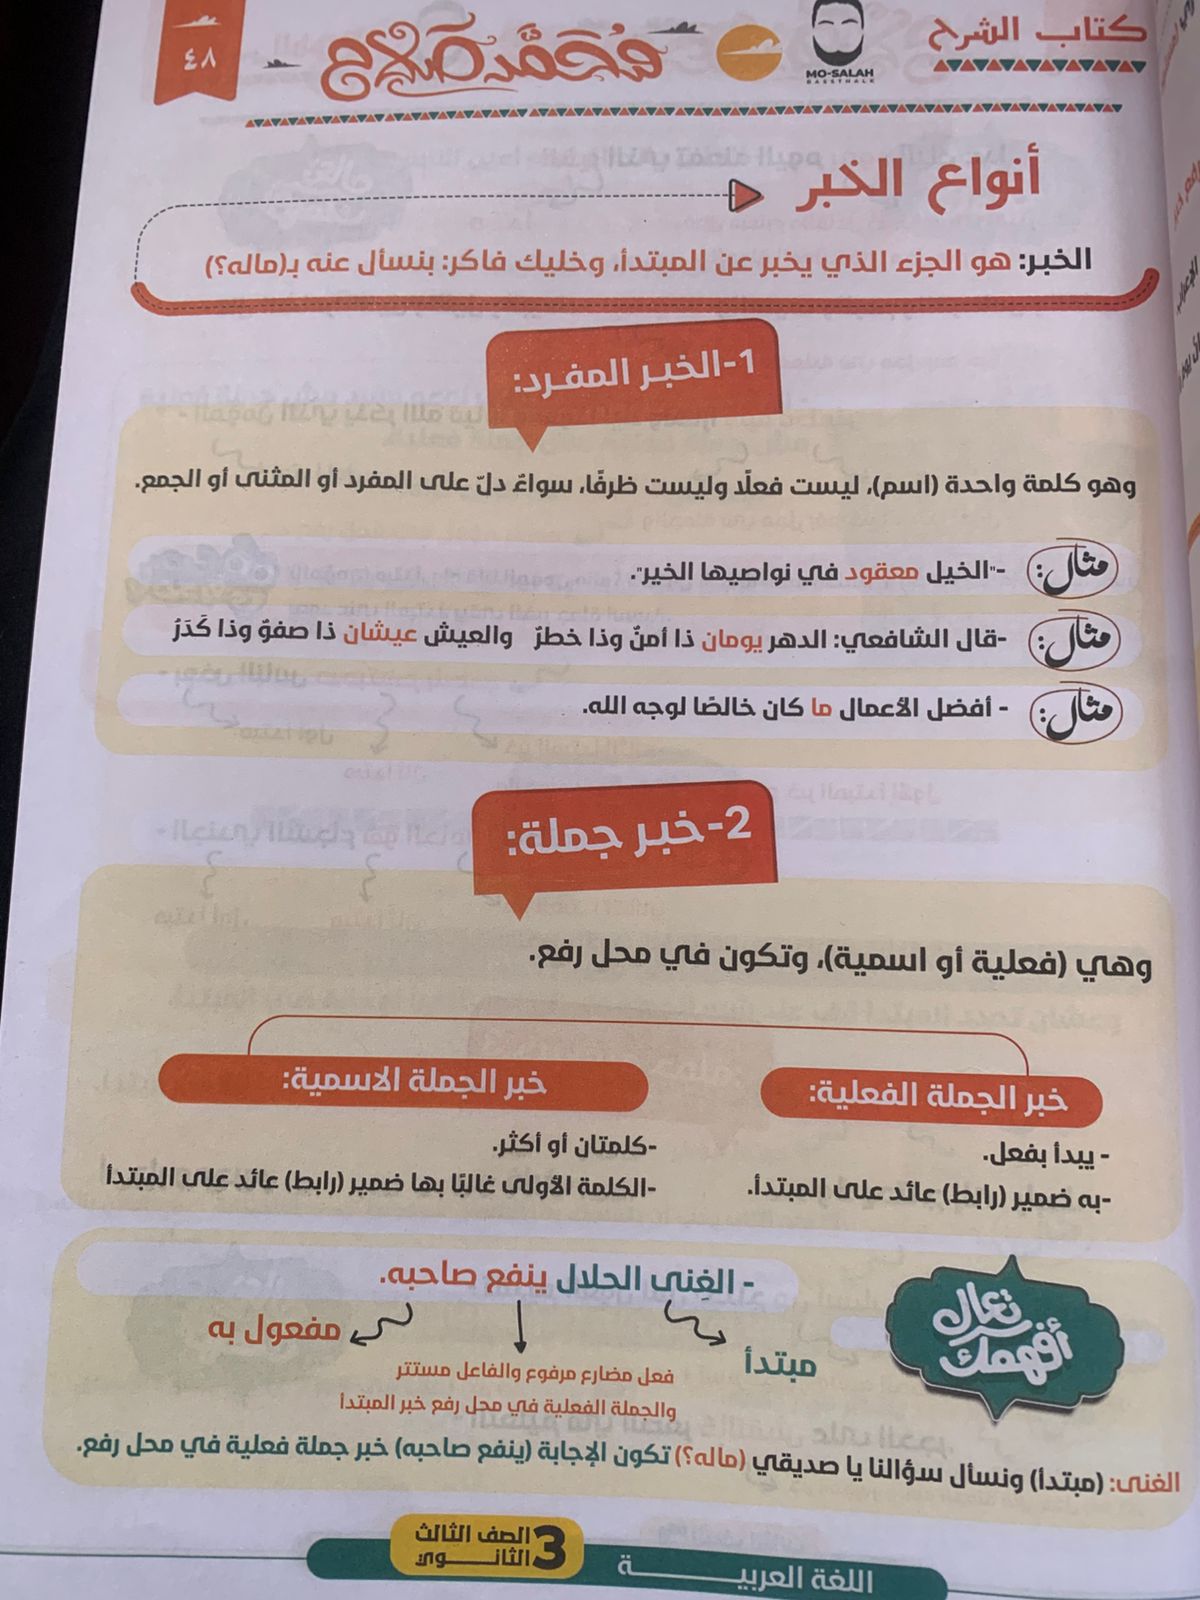 كتاب الشرح
MO-SALAH
محمد صلاح
٤٨
أنواع الخبر
الخبر: هو الجزء الذي يخبر عن المبتدأ، وخليك فاكر: بنسأل عنه بـ(ماله؟)
1-الخبر المفرد:
وهو كلمة واحدة (اسم)، ليست فعلًا وليست ظرفًا، سواءً دلّ على المفرد أو المثنى أو الجمع.
مثال: -"الخيل معقود في نواصيها الخير".
مثال: -قال الشافعي: الدهر يومان ذا أمنٌ وذا خطرٌ والعيش عيشان ذا صفوٌ وذا كَدَرُ
مثال: - أفضل الأعمال ما كان خالصًا لوجه الله.
2-خبر جملة:
وهي (فعلية أو اسمية)، وتكون في محل رفع.
خبر الجملة الفعلية:
- يبدأ بفعل.
-به ضمير (رابط) عائد على المبتدأ.
خبر الجملة الاسمية:
-كلمتان أو أكثر.
-الكلمة الأولى غالبًا بها ضمير (رابط) عائد على المبتدأ
تعال
أفهمك
- الغِنى الحلال ينفع صاحبه.
مبتدأ
فعل مضارع مرفوع والفاعل مستتر
والجملة الفعلية في محل رفع خبر المبتدأ
مفعول به
الغنى: (مبتدأ) ونسأل سؤالنا يا صديقي (ماله؟) تكون الإجابة (ينفع صاحبه) خبر جملة فعلية في محل رفع.
اللغة العربيـــــــة
3 الصف الثالث
الثانـــــوي